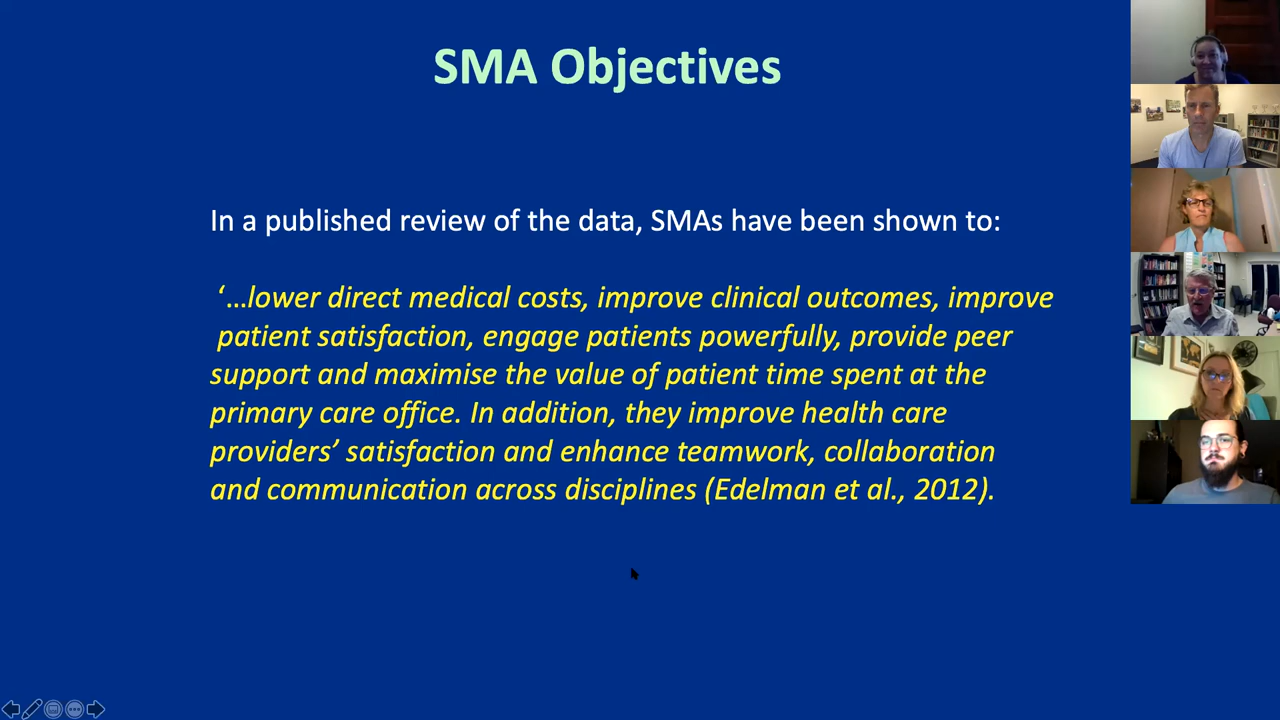 SMA Objectives
In a published review of the data, SMAs have been shown to:
‘…lower direct medical costs, improve clinical outcomes, improve
patient satisfaction, engage patients powerfully, provide peer
support and maximise the value of patient time spent at the
primary care office. In addition, they improve health care
providers’ satisfaction and enhance teamwork, collaboration
and communication across disciplines (Edelman et al., 2012).